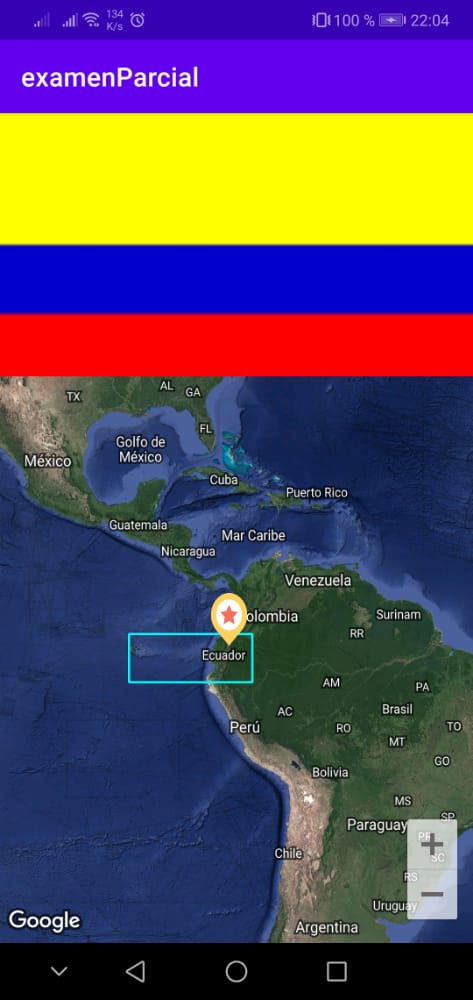 134
K/s
100 %
22:04
examenParcial
AL
GA
TX
FL
Golfo de
México
México
Cuba
Puerto Rico
Guatemala
Mar Caribe
Nicaragua
Venezuela
olombia
Surinam
RR
Ecuador
AM
PA
AC
Brasil
Perú
RO
TO
MT
GO
Bolivia
MS
SP
Paraguay
PR
+
SC
Chile
RS
−
Uruguay
Google
Argentina